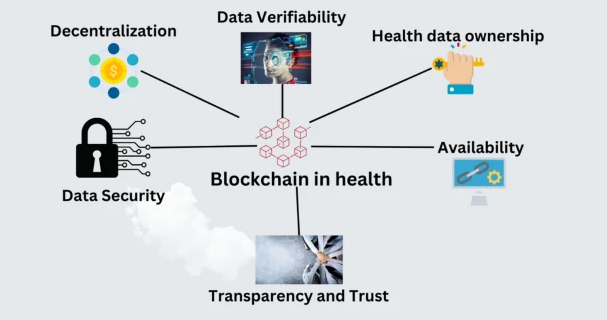 Data Verifiability
Decentralization
Health data ownership
Availability
Blockchain in health
Data Security
Transparency and Trust